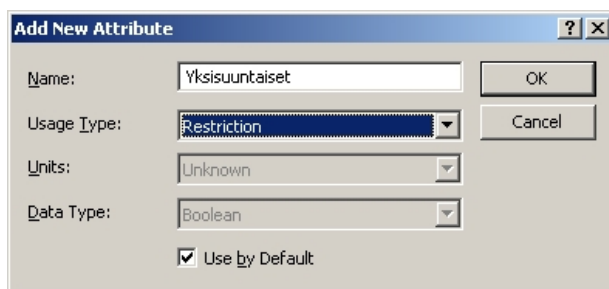 Add New Attribute
Name: Yksisuuntaiset OK
Usage Type: Restriction Cancel
Units: Unknown
Data Type: Boolean
Use by Default